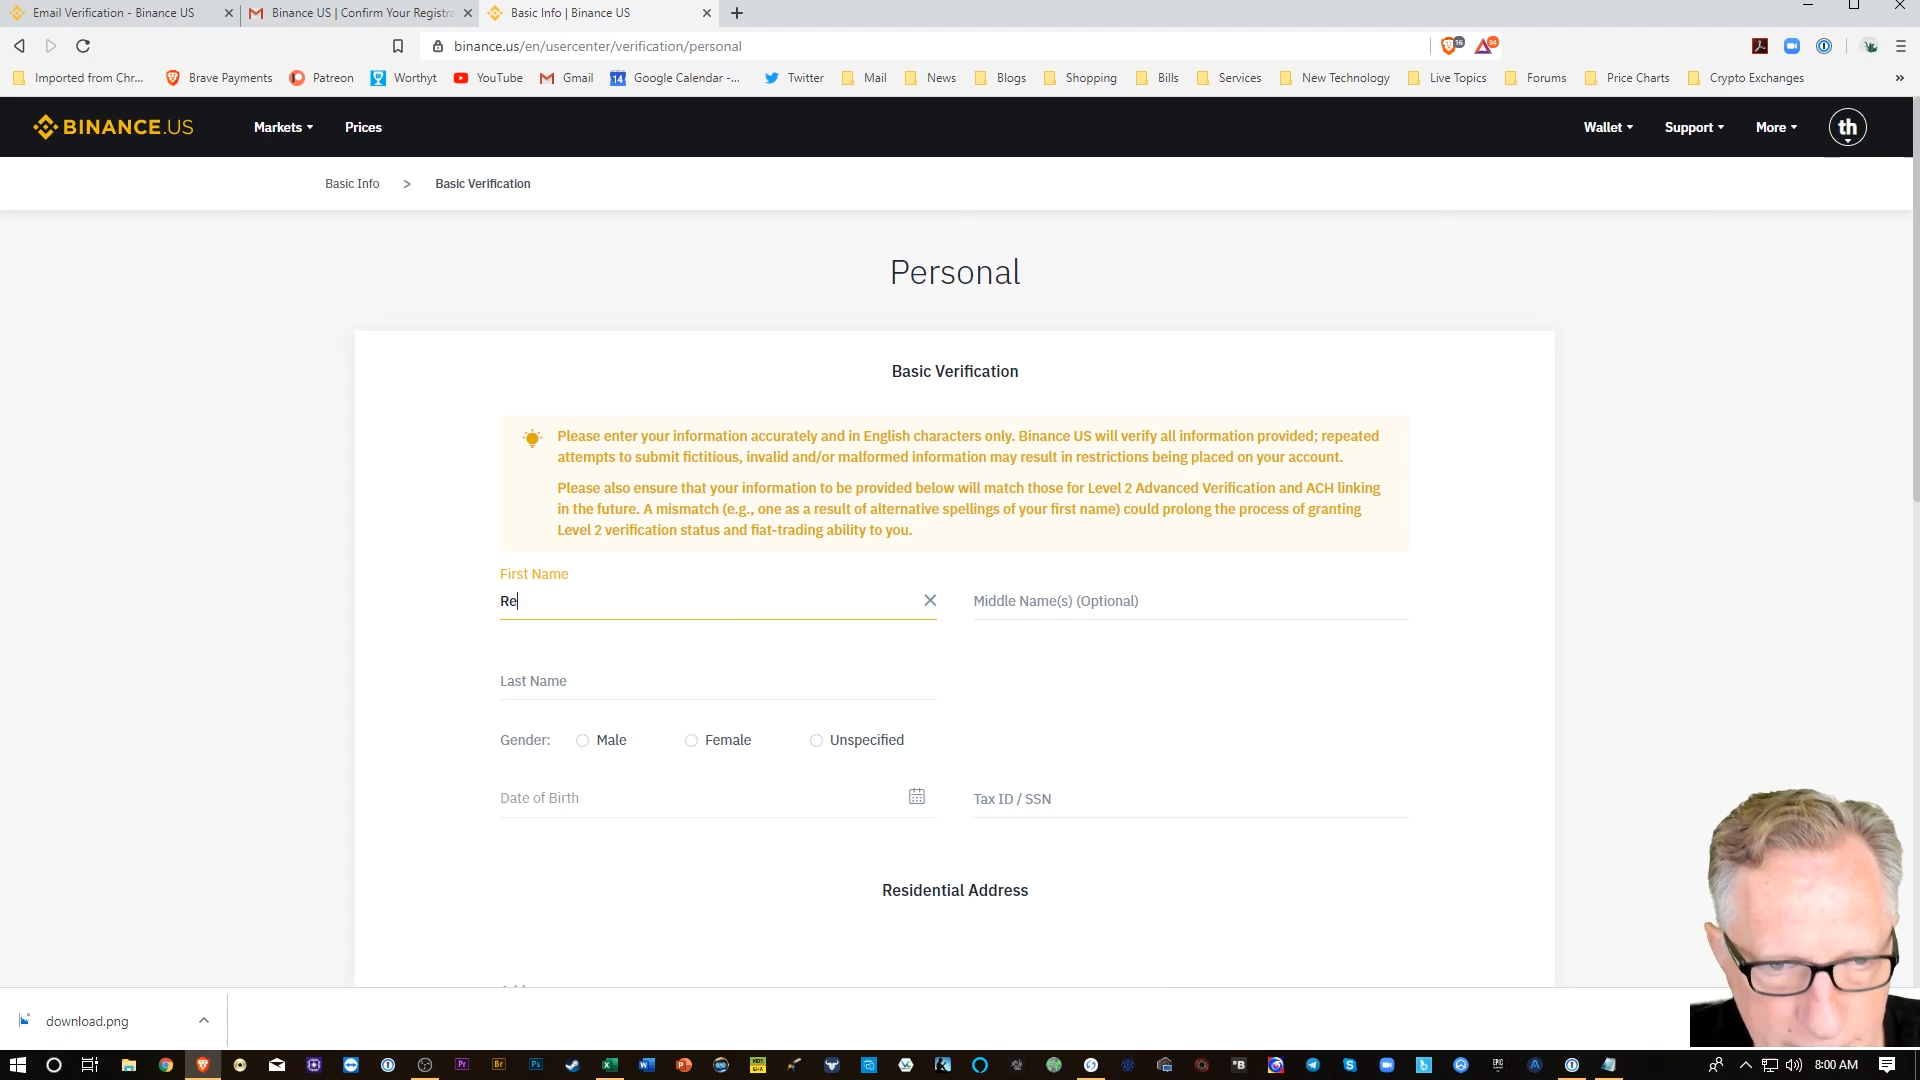 Email Verification - Binance US
Binance US | Confirm Your Registra
Basic Info | Binance US
binance.us/en/usercenter/verification/personal
16
34
Imported from Chr...
Brave Payments
Patreon
Worthyt
YouTube
Gmail
14
Google Calendar -...
Twitter
Mail
News
Blogs
Shopping
Bills
Services
New Technology
Live Topics
Forums
Price Charts
Crypto Exchanges
»
BINANCE.US
Markets
Prices
Wallet
Support
More
th
Basic Info > Basic Verification
Personal
Basic Verification
Please enter your information accurately and in English characters only. Binance US will verify all information provided; repeated
attempts to submit fictitious, invalid and/or malformed information may result in restrictions being placed on your account.
Please also ensure that your information to be provided below will match those for Level 2 Advanced Verification and ACH linking
in the future. A mismatch (e.g., one as a result of alternative spellings of your first name) could prolong the process of granting
Level 2 verification status and fiat-trading ability to you.
First Name
Re
Middle Name(s) (Optional)
Last Name
Gender: Male Female Unspecified
Date of Birth
Tax ID / SSN
Residential Address
download.png
Pr
Br
Ps
8:00 AM